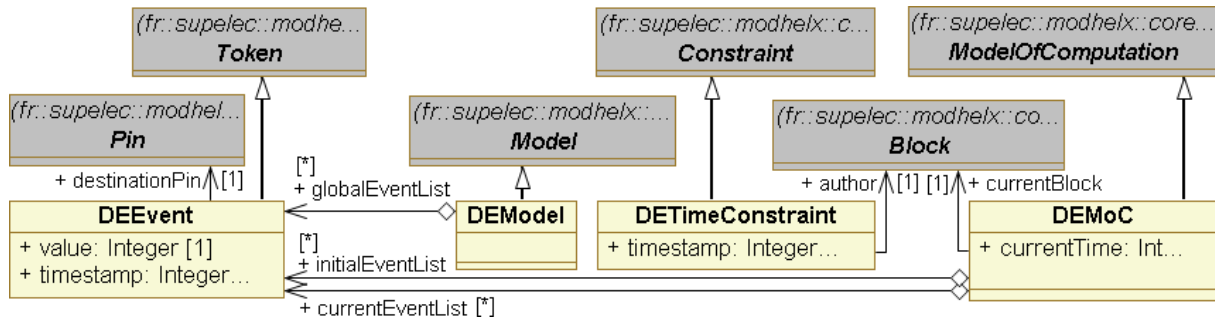 (fr::supelec::modhe...
Token
(fr::supelec::modhelx::c...
Constraint
(fr::supelec::modhelx::core...
ModelOfComputation
(fr::supelec::modhel...
Pin
(fr::supelec::modhelx::...
Model
(fr::supelec::modhelx::co...
Block
+ destinationPin [1]
[*]
+ globalEventList
+ author [1]
[1] + currentBlock
DEEvent
+ value: Integer [1]
+ timestamp: Integer...
DEModel
DETimeConstraint
+ timestamp: Integer...
DEMoC
+ currentTime: Int...
[*]
+ initialEventList
+ currentEventList [*]